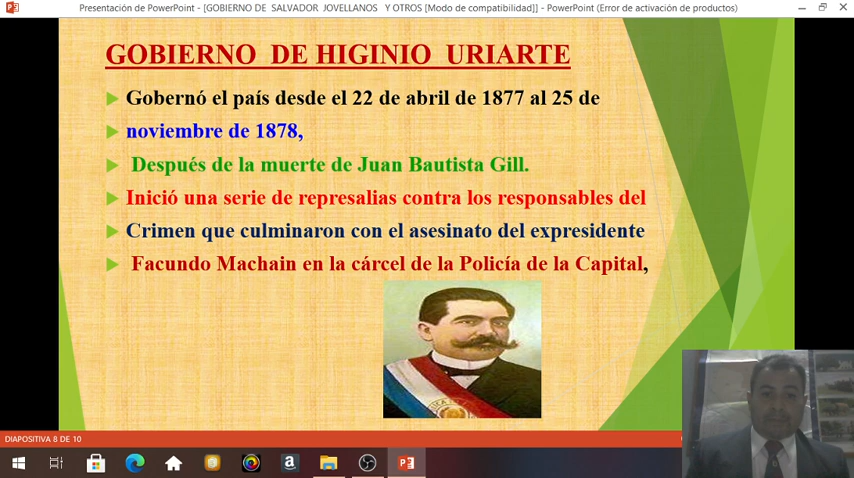 Presentación de PowerPoint - [GOBIERNO DE SALVADOR JOVELLANOS Y OTROS [Modo de compatibilidad]] - PowerPoint (Error de activación de productos)
GOBIERNO DE HIGINIO URIARTE
Gobernó el país desde el 22 de abril de 1877 al 25 de
noviembre de 1878,
Después de la muerte de Juan Bautista Gill.
Inició una serie de represalias contra los responsables del
Crimen que culminaron con el asesinato del expresidente
Facundo Machain en la cárcel de la Policía de la Capital,
DIAPOSITIVA 8 DE 10